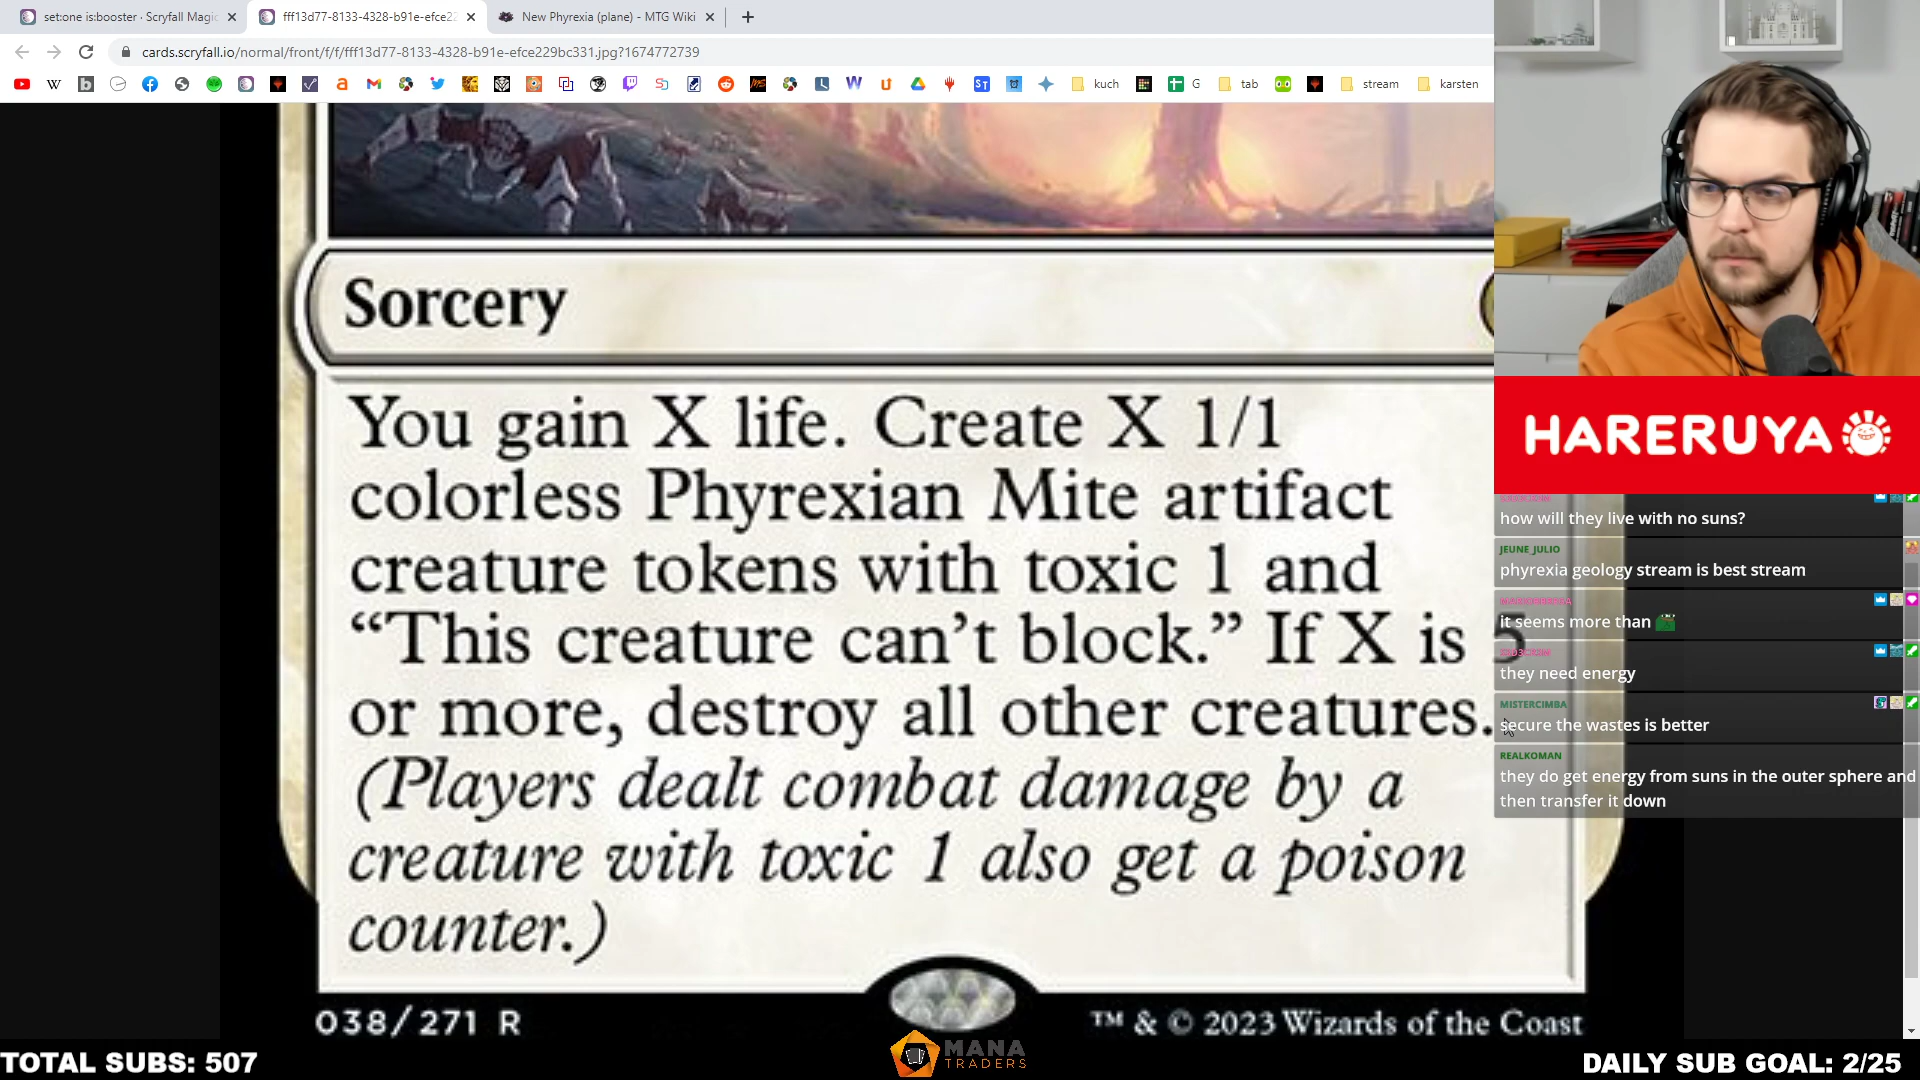 set:one is:booster · Scryfall Magic
fff13d77-8133-4328-b91e-efce22
New Phyrexia (plane) - MTG Wiki
cards.scryfall.io/normal/front/f/f/fff13d77-8133-4328-b91e-efce229bc331.jpg?1674772739
kuch
G
tab
stream
karsten
Sorcery
You gain X life. Create X 1/1
colorless Phyrexian Mite artifact
creature tokens with toxic 1 and
“This creature can’t block.” If X is 5
or more, destroy all other creatures.
(Players dealt combat damage by a
creature with toxic 1 also get a poison
counter.)
038/271 R
™ & © 2023 Wizards of the Coast
HARERUYA
how will they live with no suns?
JEUNE_JULIO
phyrexia geology stream is best stream
it seems more than
they need energy
MISTERCIMBA
secure the wastes is better
REALKOMAN
they do get energy from suns in the outer sphere and
then transfer it down
TOTAL SUBS: 507
MANA
TRADERS
DAILY SUB GOAL: 2/25